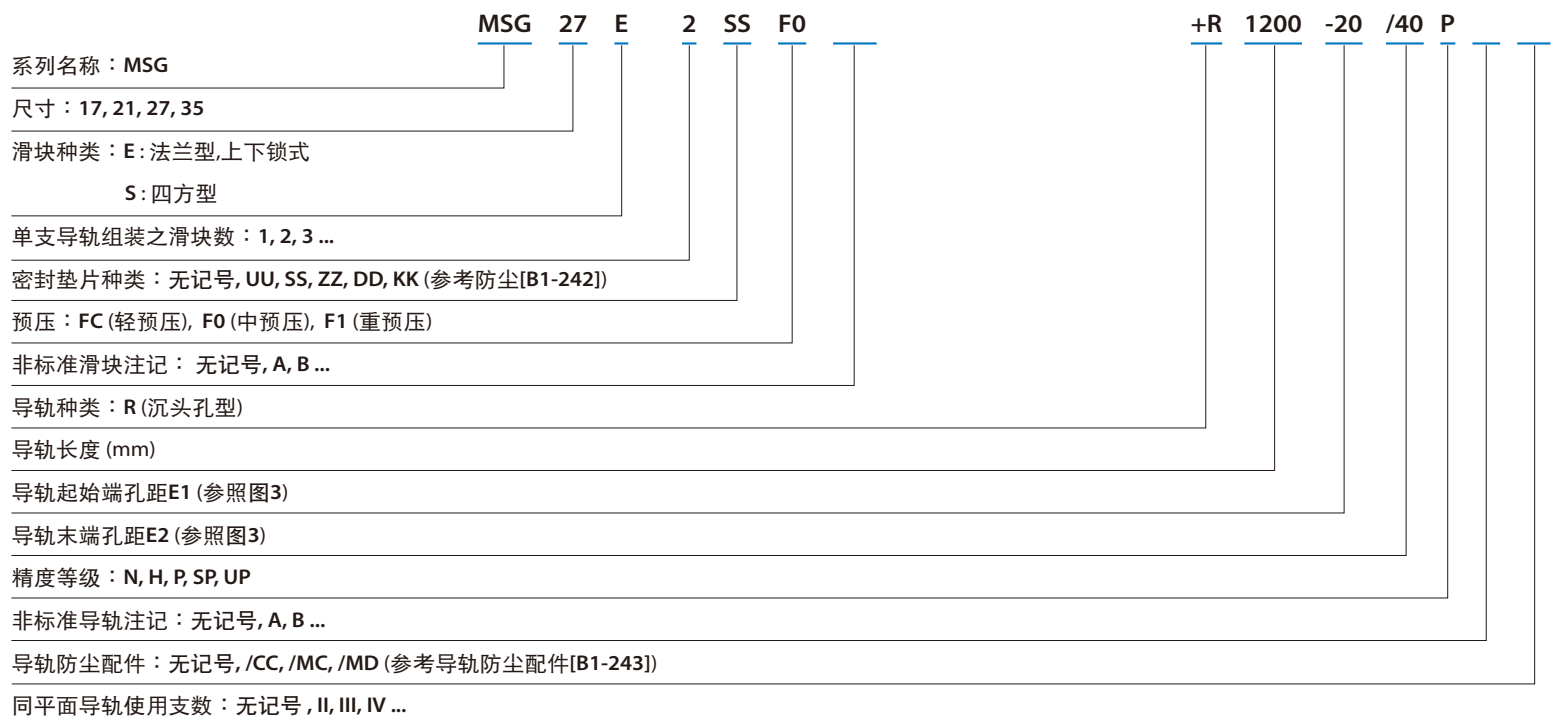 MSG 27 E 2 SS F0 +R 1200 -20 /40 P
系列名称：MSG
尺寸：17, 21, 27, 35
滑块种类：E : 法兰型,上下锁式
S : 四方型
单支导轨组装之滑块数：1, 2, 3 ...
密封垫片种类：无记号, UU, SS, ZZ, DD, KK (参考防尘[B1-242])
预压：FC (轻预压), F0 (中预压), F1 (重预压)
非标准滑块注记： 无记号, A, B ...
导轨种类：R (沉头孔型)
导轨长度 (mm)
导轨起始端孔距E1 (参照图3)
导轨末端孔距E2 (参照图3)
精度等级：N, H, P, SP, UP
非标准导轨注记：无记号, A, B ...
导轨防尘配件：无记号, /CC, /MC, /MD (参考导轨防尘配件[B1-243])
同平面导轨使用支数：无记号 , II, III, IV ...